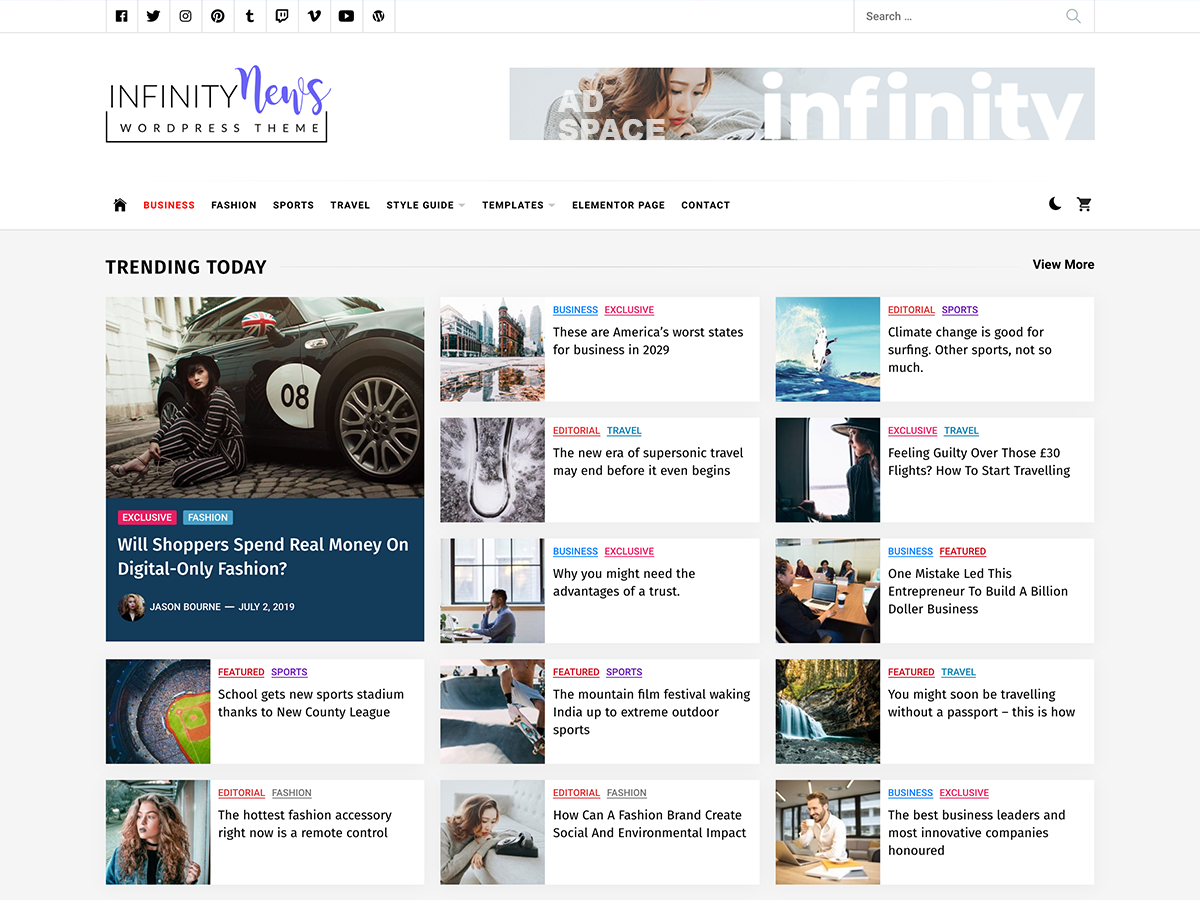 Search ...
INFINITY News
WORDPRESS THEME
AD
SPACE
infinity
BUSINESS FASHION SPORTS TRAVEL STYLE GUIDE TEMPLATES ELEMENTOR PAGE CONTACT
TRENDING TODAY
View More
08
EXCLUSIVE FASHION
Will Shoppers Spend Real Money On
Digital-Only Fashion?
JASON BOURNE — JULY 2, 2019
BUSINESS EXCLUSIVE
These are America’s worst states
for business in 2029
EDITORIAL SPORTS
Climate change is good for
surfing. Other sports, not so
much.
EDITORIAL TRAVEL
The new era of supersonic travel
may end before it even begins
EXCLUSIVE TRAVEL
Feeling Guilty Over Those £30
Flights? How To Start Travelling
BUSINESS EXCLUSIVE
Why you might need the
advantages of a trust.
BUSINESS FEATURED
One Mistake Led This
Entrepreneur To Build A Billion
Doller Business
FEATURED SPORTS
School gets new sports stadium
thanks to New County League
FEATURED SPORTS
The mountain film festival waking
India up to extreme outdoor
sports
FEATURED TRAVEL
You might soon be travelling
without a passport – this is how
EDITORIAL FASHION
The hottest fashion accessory
right now is a remote control
EDITORIAL FASHION
How Can A Fashion Brand Create
Social And Environmental Impact
BUSINESS EXCLUSIVE
The best business leaders and
most innovative companies
honoured